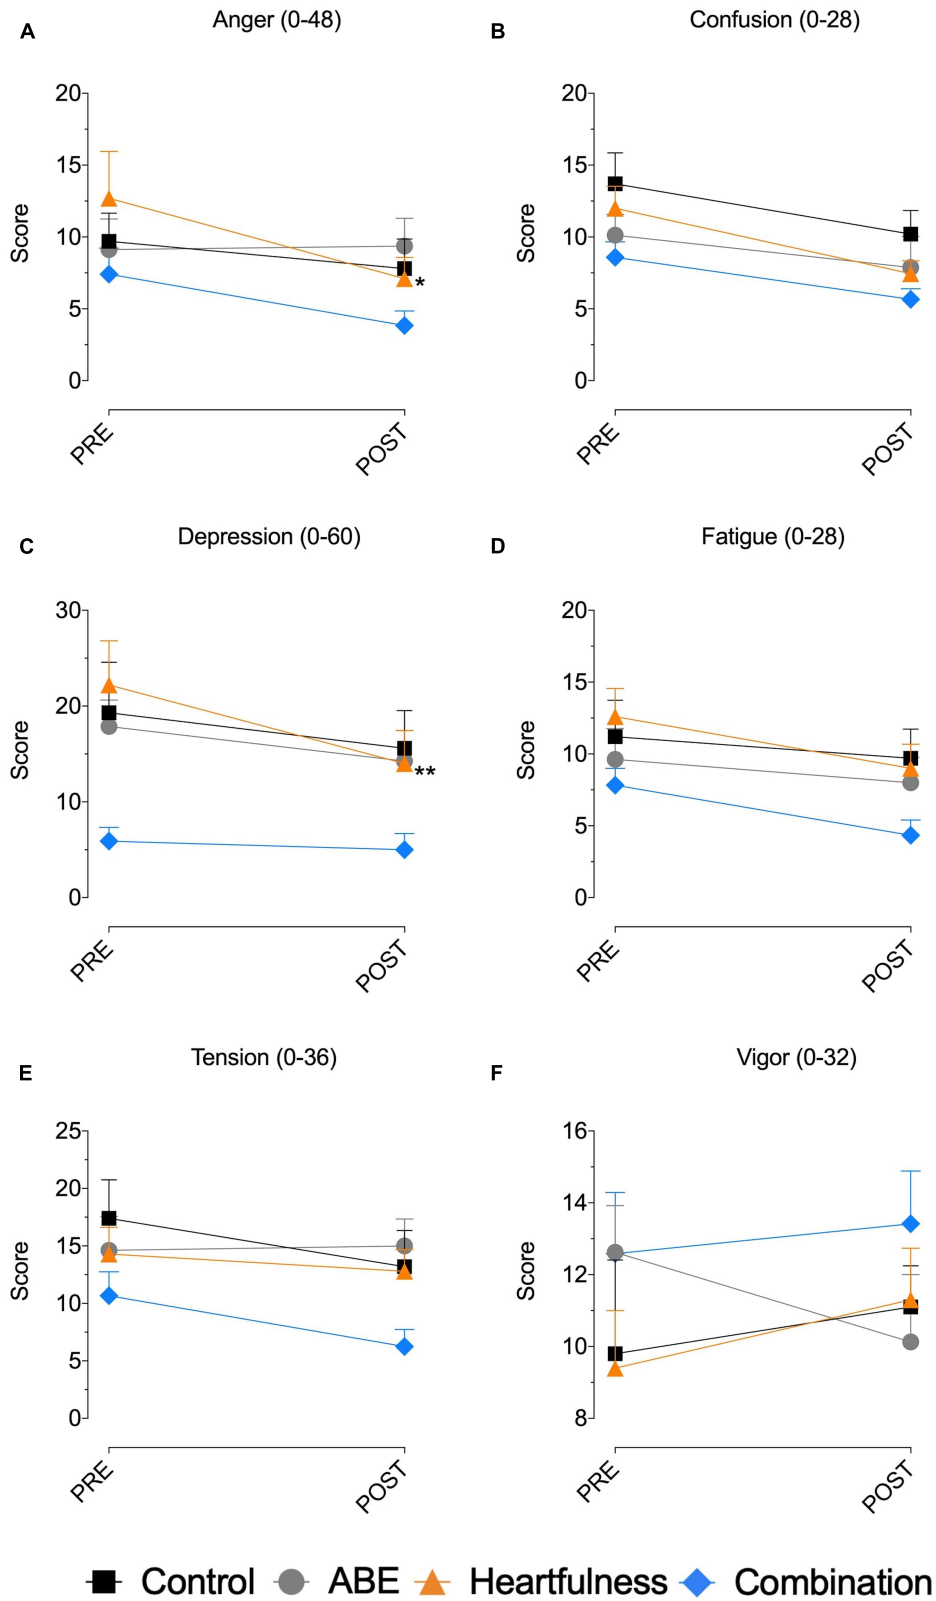 A
Anger (0-48)
20
15
10
5
0
Score
*
PRE
POST
B
Confusion (0-28)
20
15
10
5
0
Score
PRE
POST
C
Depression (0-60)
30
20
10
0
Score
**
PRE
POST
D
Fatigue (0-28)
20
15
10
5
0
Score
PRE
POST
E
Tension (0-36)
25
20
15
10
5
0
Score
PRE
POST
F
Vigor (0-32)
16
14
12
10
8
Score
PRE
POST
Control ABE Heartfulness Combination